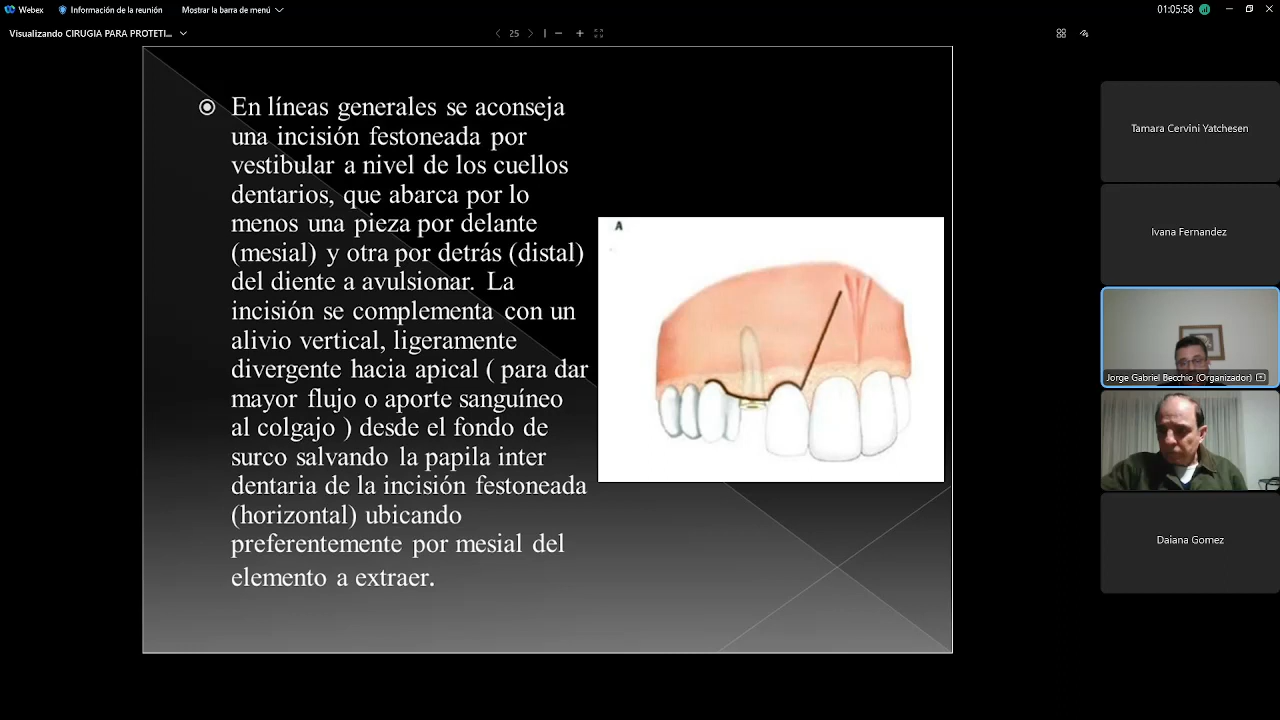 Webex
Información de la reunión
Mostrar la barra de menú
01:05:58
Visualizando CIRUGIA PARA PROTETI...
25
En líneas generales se aconseja
una incisión festoneada por
vestibular a nivel de los cuellos
dentarios, que abarca por lo
menos una pieza por delante
(mesial) y otra por detrás (distal)
del diente a avulsionar. La
incisión se complementa con un
alivio vertical, ligeramente
divergente hacia apical ( para dar
mayor flujo o aporte sanguíneo
al colgajo ) desde el fondo de
surco salvando la papila inter
dentaria de la incisión festoneada
(horizontal) ubicando
preferentemente por mesial del
elemento a extraer.
A
Tamara Cervini Yatchesen
Ivana Fernandez
Jorge Gabriel Becchio (Organizador)
Daiana Gomez